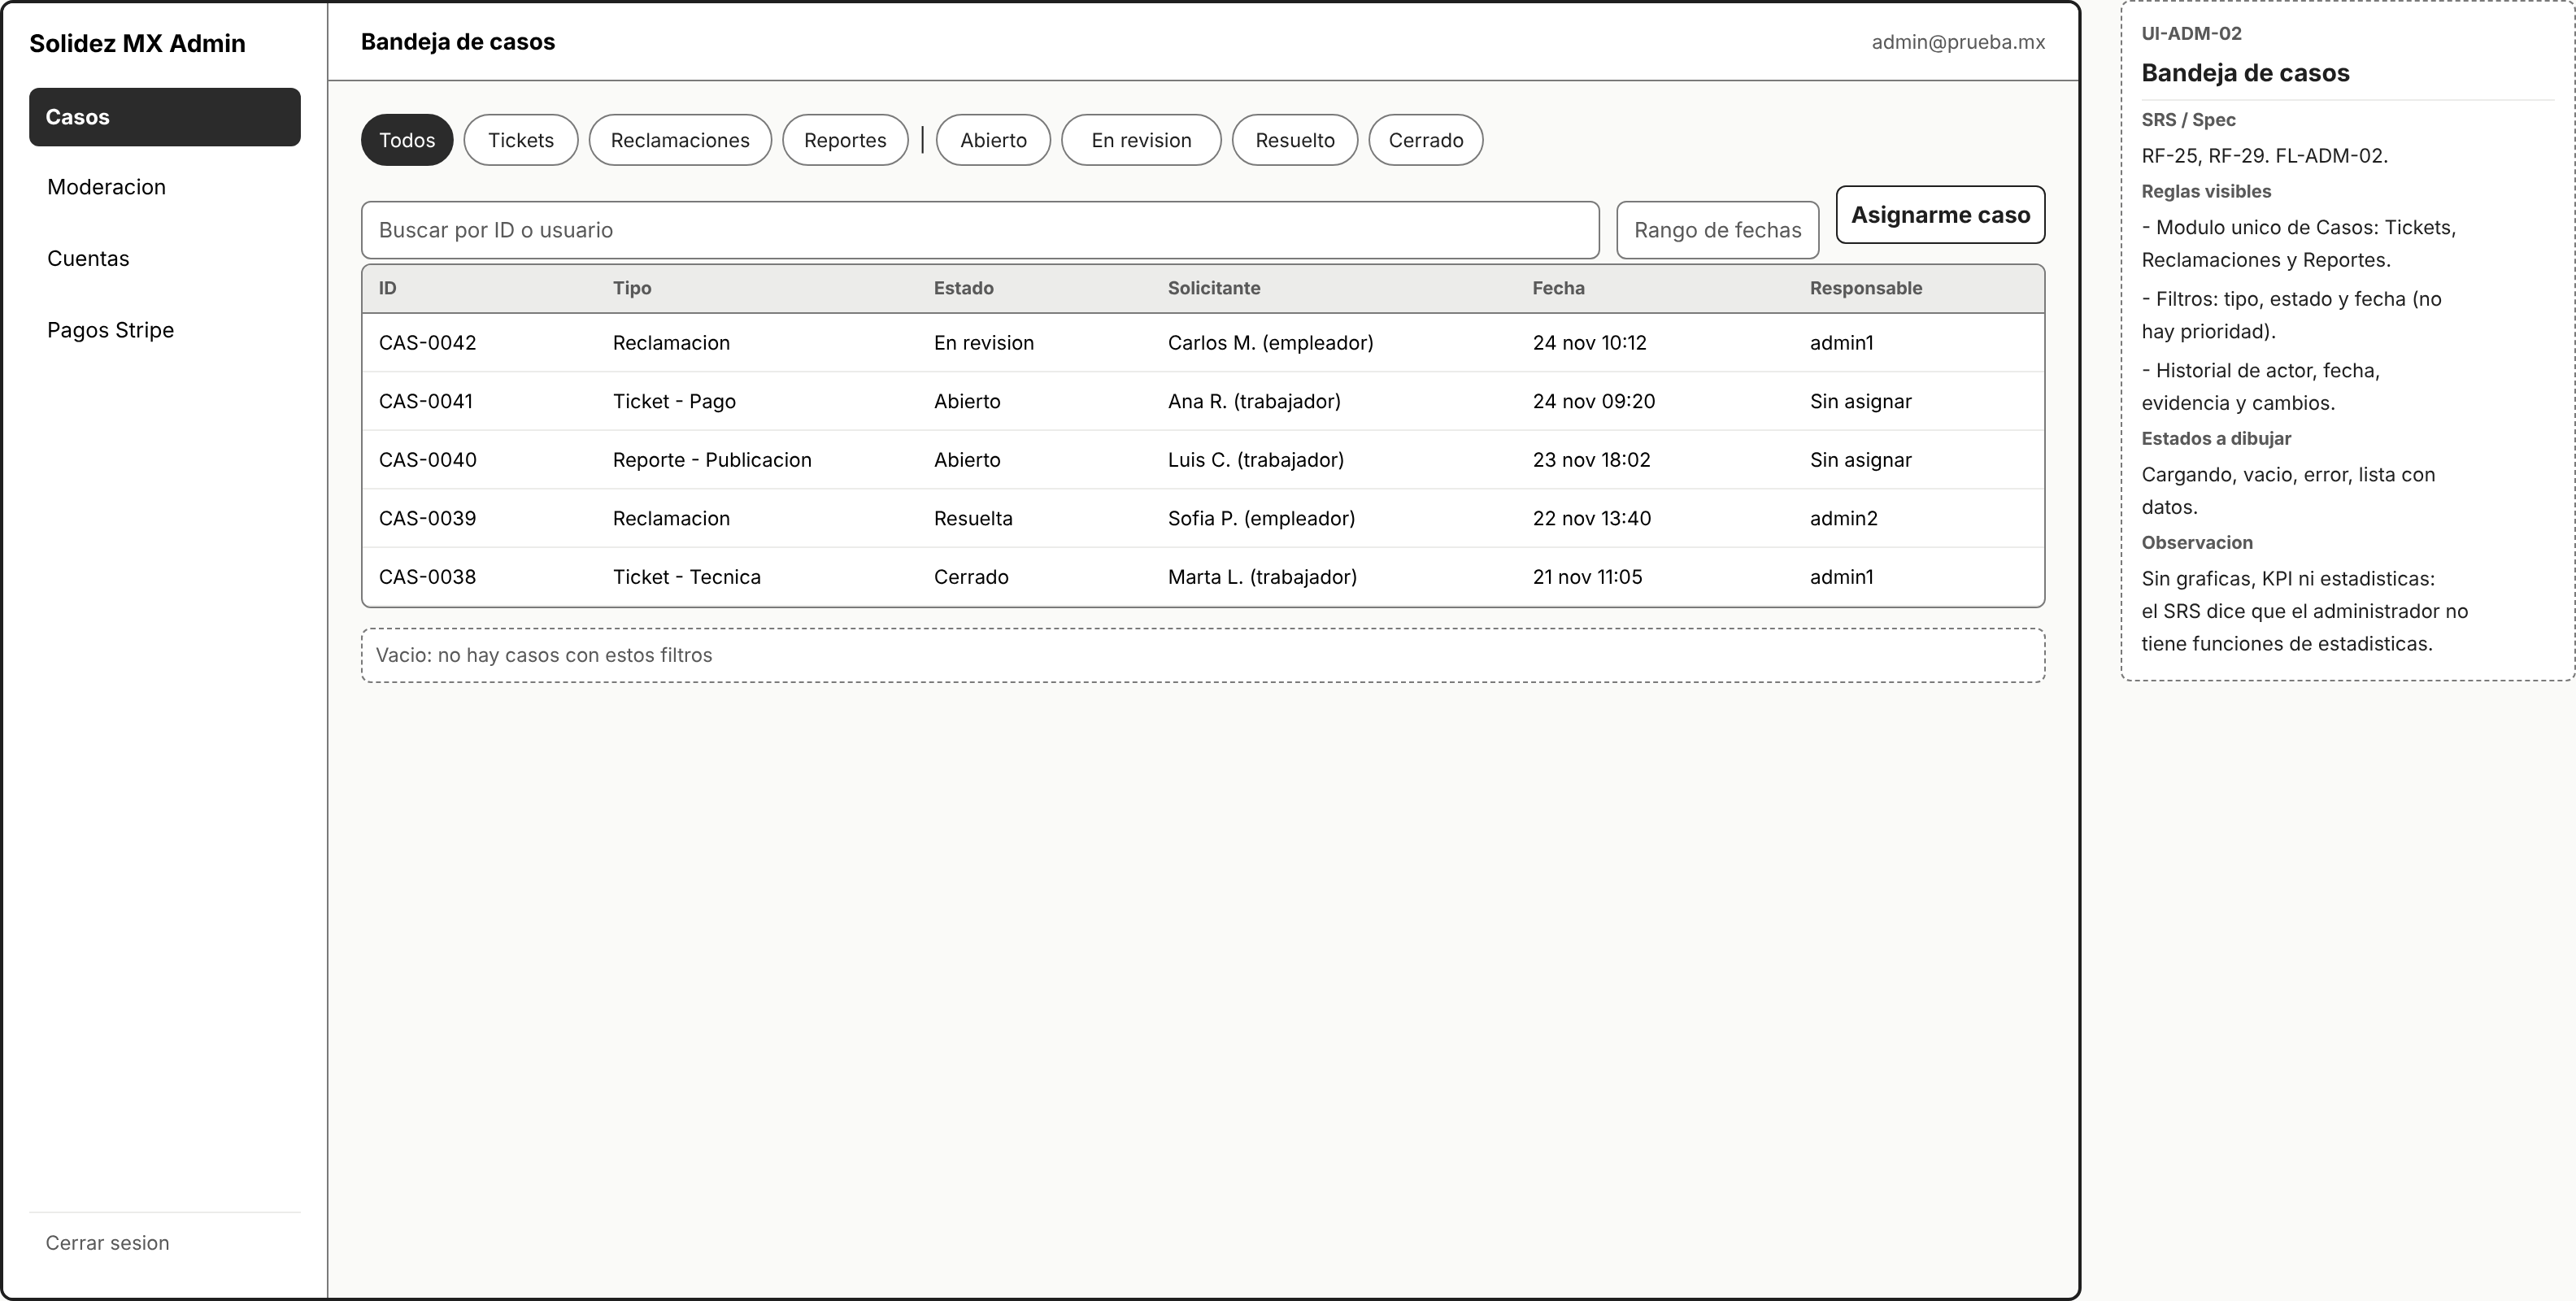 Solidez MX Admin
Casos
Moderacion
Cuentas
Pagos Stripe
Cerrar sesion
Bandeja de casos
admin@prueba.mx
Todos Tickets Reclamaciones Reportes | Abierto En revision Resuelto Cerrado
Buscar por ID o usuario Rango de fechas Asignarme caso
ID Tipo Estado Solicitante Fecha Responsable
CAS-0042 Reclamacion En revision Carlos M. (empleador) 24 nov 10:12 admin1
CAS-0041 Ticket - Pago Abierto Ana R. (trabajador) 24 nov 09:20 Sin asignar
CAS-0040 Reporte - Publicacion Abierto Luis C. (trabajador) 23 nov 18:02 Sin asignar
CAS-0039 Reclamacion Resuelta Sofia P. (empleador) 22 nov 13:40 admin2
CAS-0038 Ticket - Tecnica Cerrado Marta L. (trabajador) 21 nov 11:05 admin1
Vacio: no hay casos con estos filtros
UI-ADM-02
Bandeja de casos
SRS / Spec
RF-25, RF-29. FL-ADM-02.
Reglas visibles
- Modulo unico de Casos: Tickets,
Reclamaciones y Reportes.
- Filtros: tipo, estado y fecha (no
hay prioridad).
- Historial de actor, fecha,
evidencia y cambios.
Estados a dibujar
Cargando, vacio, error, lista con
datos.
Observacion
Sin graficas, KPI ni estadisticas:
el SRS dice que el administrador no
tiene funciones de estadisticas.